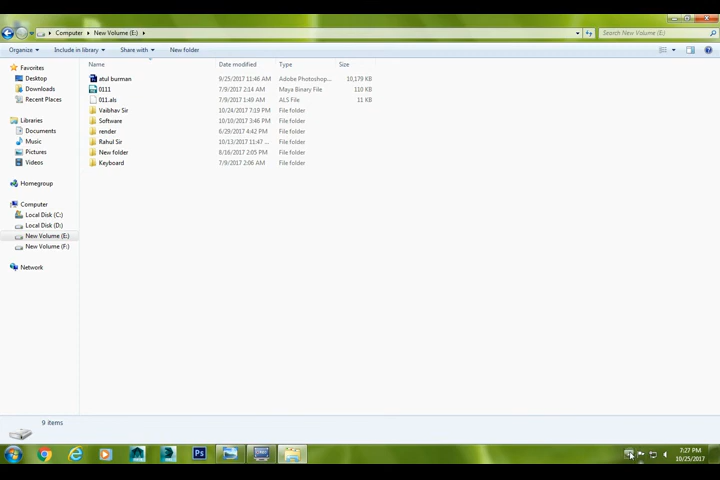 Computer
New Volume (E:)
Search New Volume (E:)
Organize
Include in library
Share with
New folder
Name
Date modified
Type
Size
Favorites
Desktop
Downloads
Recent Places
Libraries
Documents
Music
Pictures
Videos
Homegroup
Computer
Local Disk (C:)
Local Disk (D:)
New Volume (E:)
New Volume (F:)
Network
atul burman 9/25/2017 11:46 AM Adobe Photoshop... 10,179 KB
0111 7/9/2017 2:14 AM Maya Binary File 110 KB
011.als 7/9/2017 1:49 AM ALS File 11 KB
Vaibhav Sir 10/24/2017 7:19 PM File folder
Software 10/10/2017 3:46 PM File folder
render 6/29/2017 4:42 PM File folder
Rahul Sir 10/13/2017 11:47 ... File folder
New folder 8/16/2017 2:05 PM File folder
Keyboard 7/9/2017 2:06 AM File folder
9 items
Ps
7:27 PM
10/25/2017